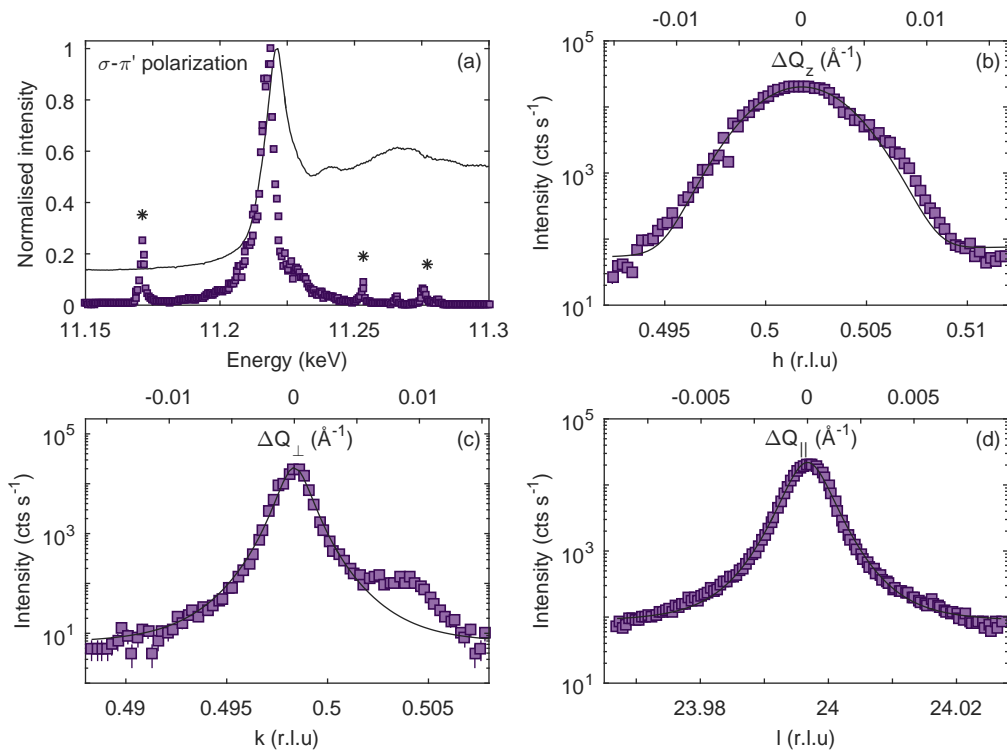 σ-π' polarization
(a)
*
*
*
Normalised intensity
1
0.8
0.6
0.4
0.2
0
11.15
11.2
11.25
11.3
Energy (keV)
-0.01
0
0.01
ΔQz (Å-1)
(b)
Intensity (cts s-1)
10^5
10^3
10^1
0.495
0.5
0.505
0.51
h (r.l.u)
-0.01
0
0.01
ΔQ⊥ (Å-1)
(c)
Intensity (cts s-1)
10^5
10^3
10^1
0.49
0.495
0.5
0.505
k (r.l.u)
-0.005
0
0.005
ΔQ|| (Å-1)
(d)
Intensity (cts s-1)
10^5
10^3
10^1
23.98
24
24.02
l (r.l.u)